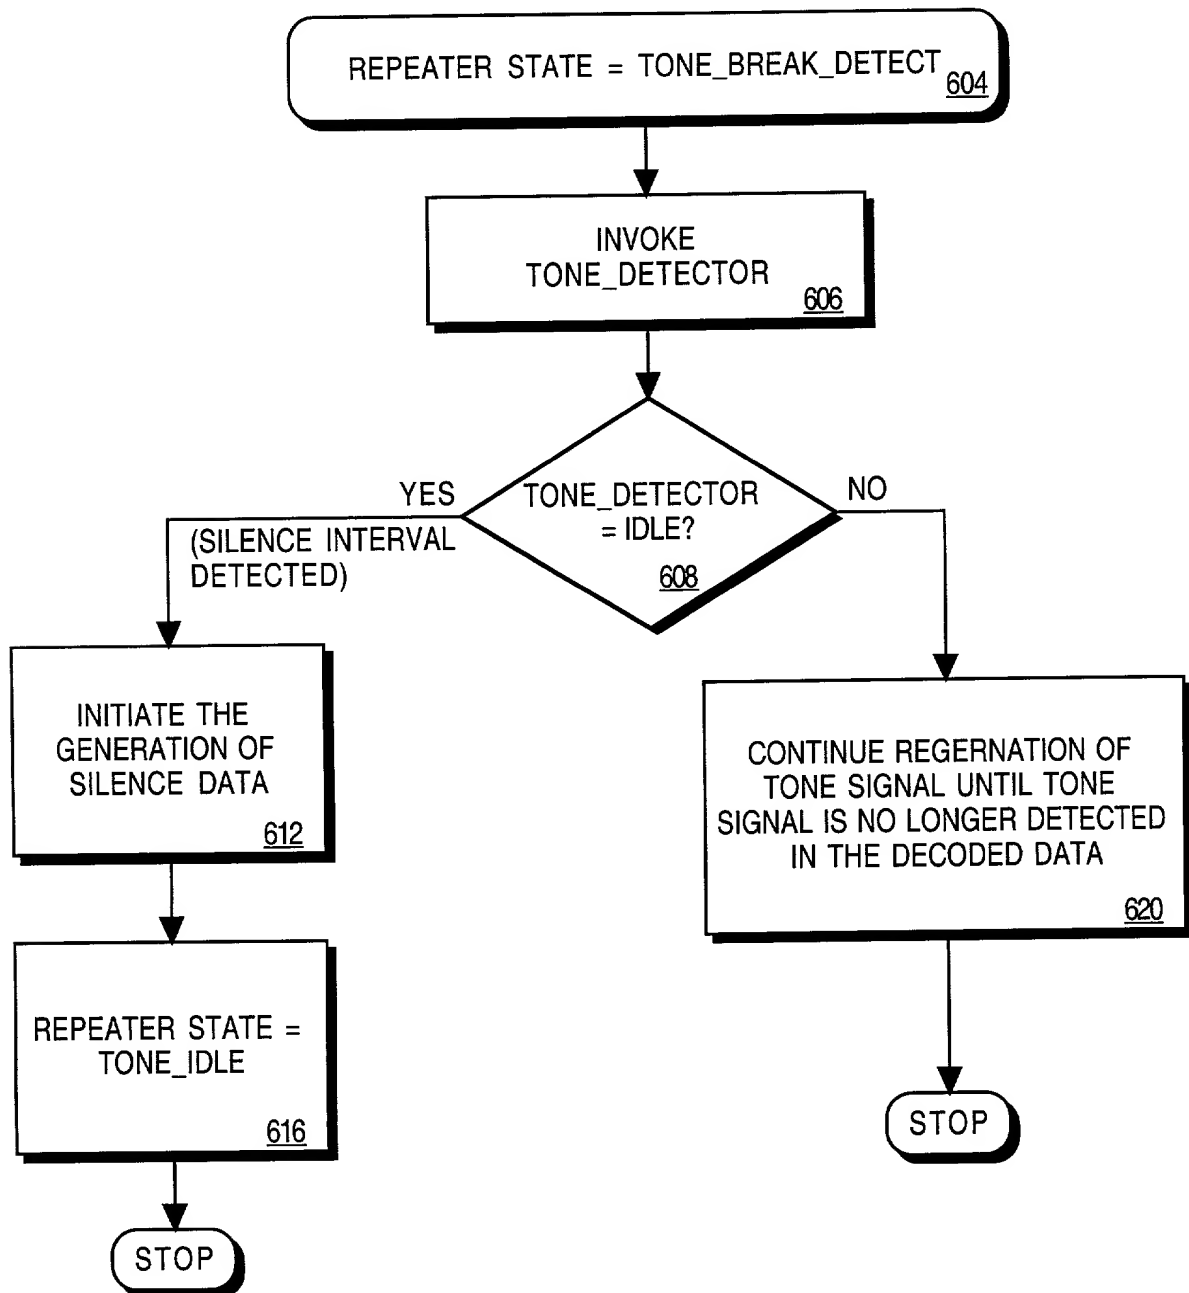 REPEATER STATE = TONE_BREAK_DETECT
604
INVOKE
TONE_DETECTOR
606
TONE_DETECTOR
= IDLE?
608
YES
(SILENCE INTERVAL
DETECTED)
NO
INITIATE THE
GENERATION OF
SILENCE DATA
612
REPEATER STATE =
TONE_IDLE
616
STOP
CONTINUE REGERNATION OF
TONE SIGNAL UNTIL TONE
SIGNAL IS NO LONGER DETECTED
IN THE DECODED DATA
620
STOP